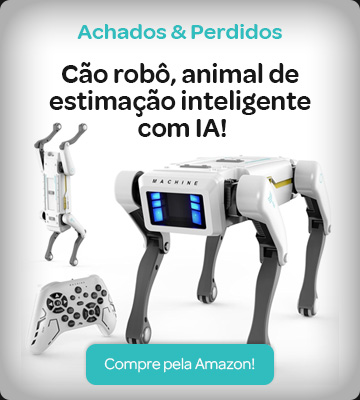 Achados & Perdidos
Cão robô, animal de
estimação inteligente
com IA!
MACHINE
Compre pela Amazon!